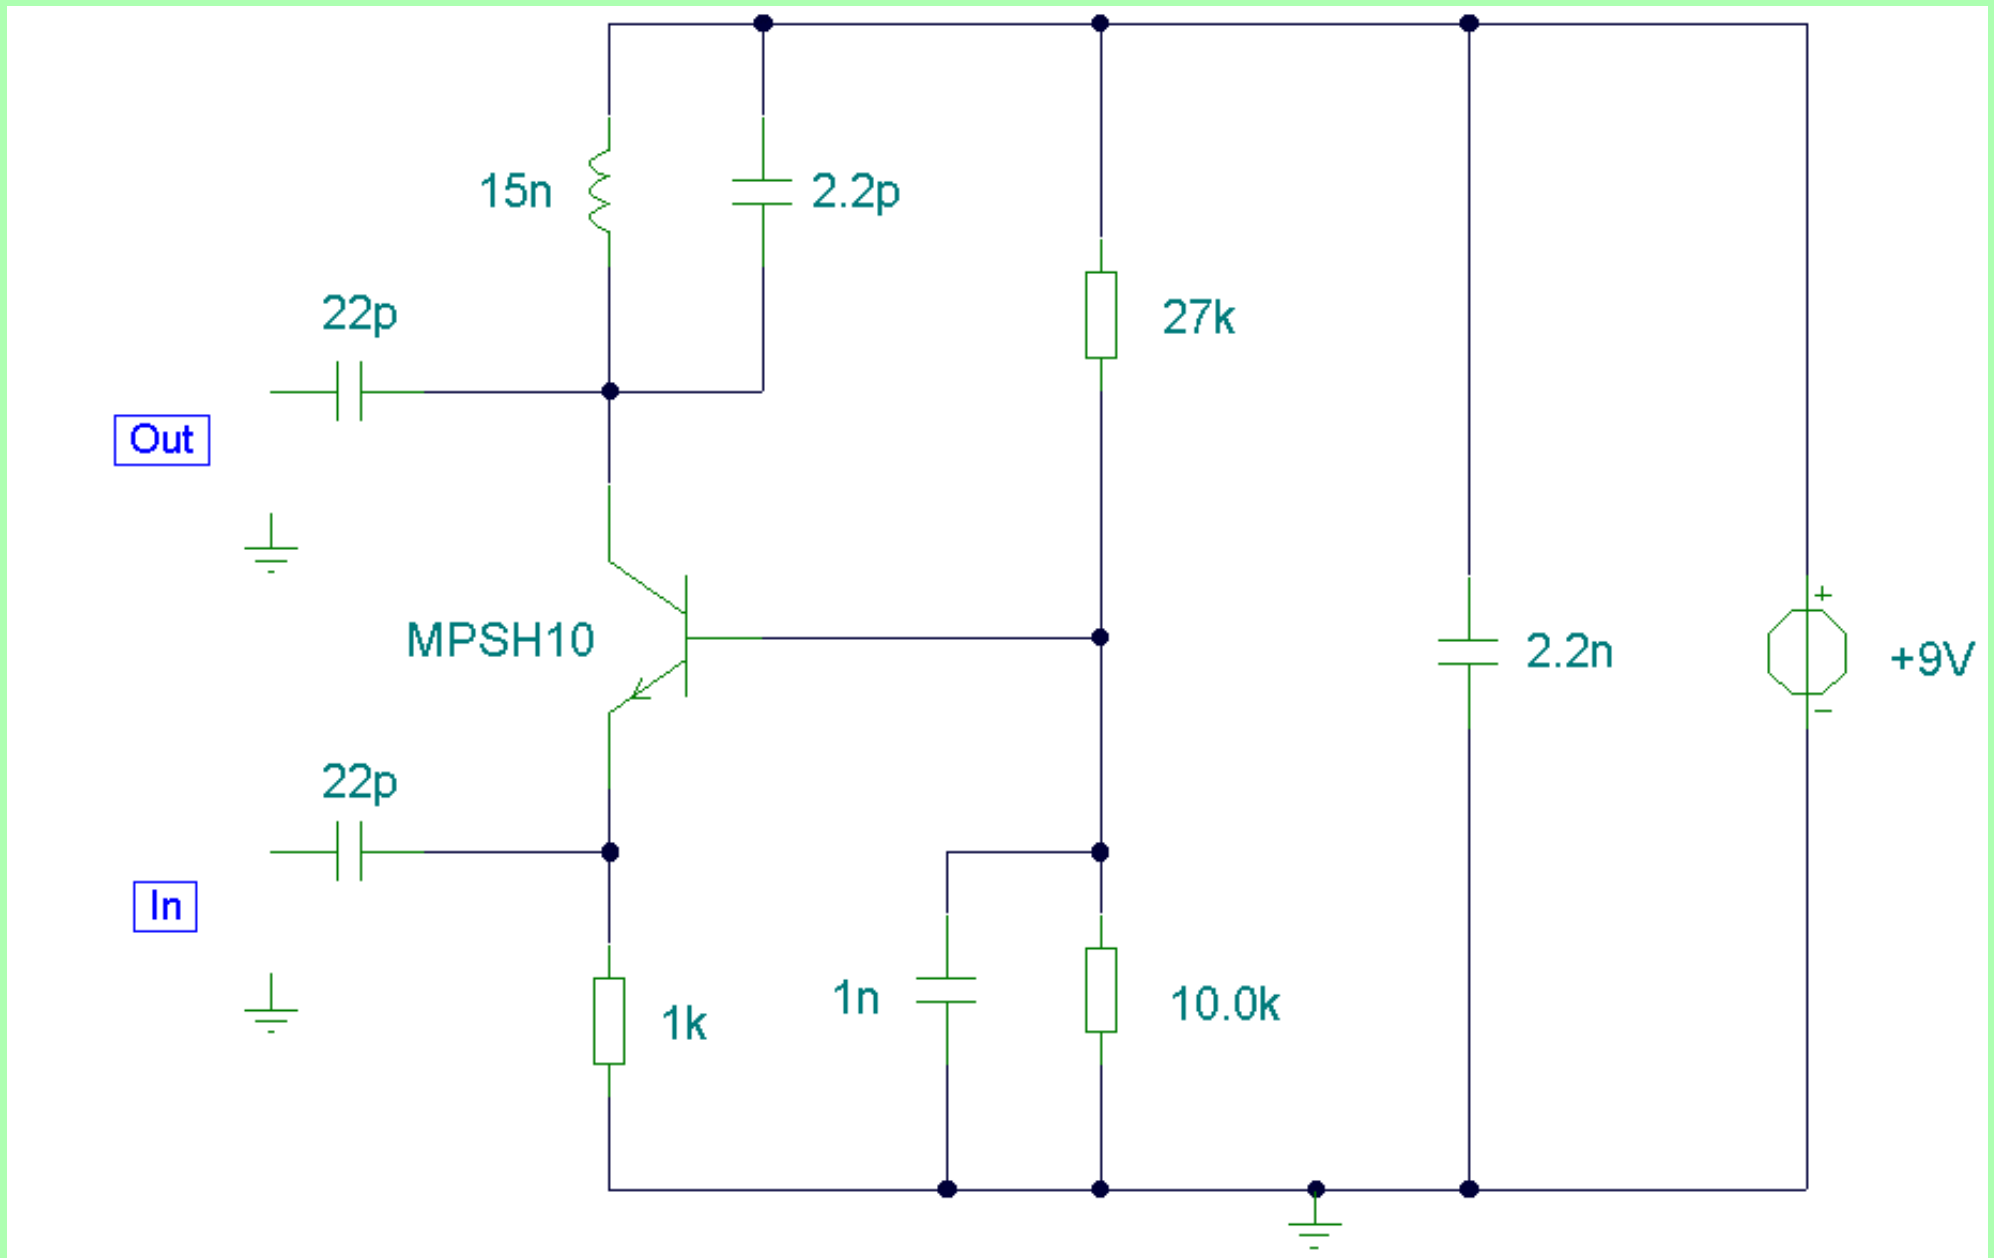 15n
2.2p
22p
27k
Out
MPSH10
2.2n
+
+9V
−
22p
In
1n
10.0k
1k